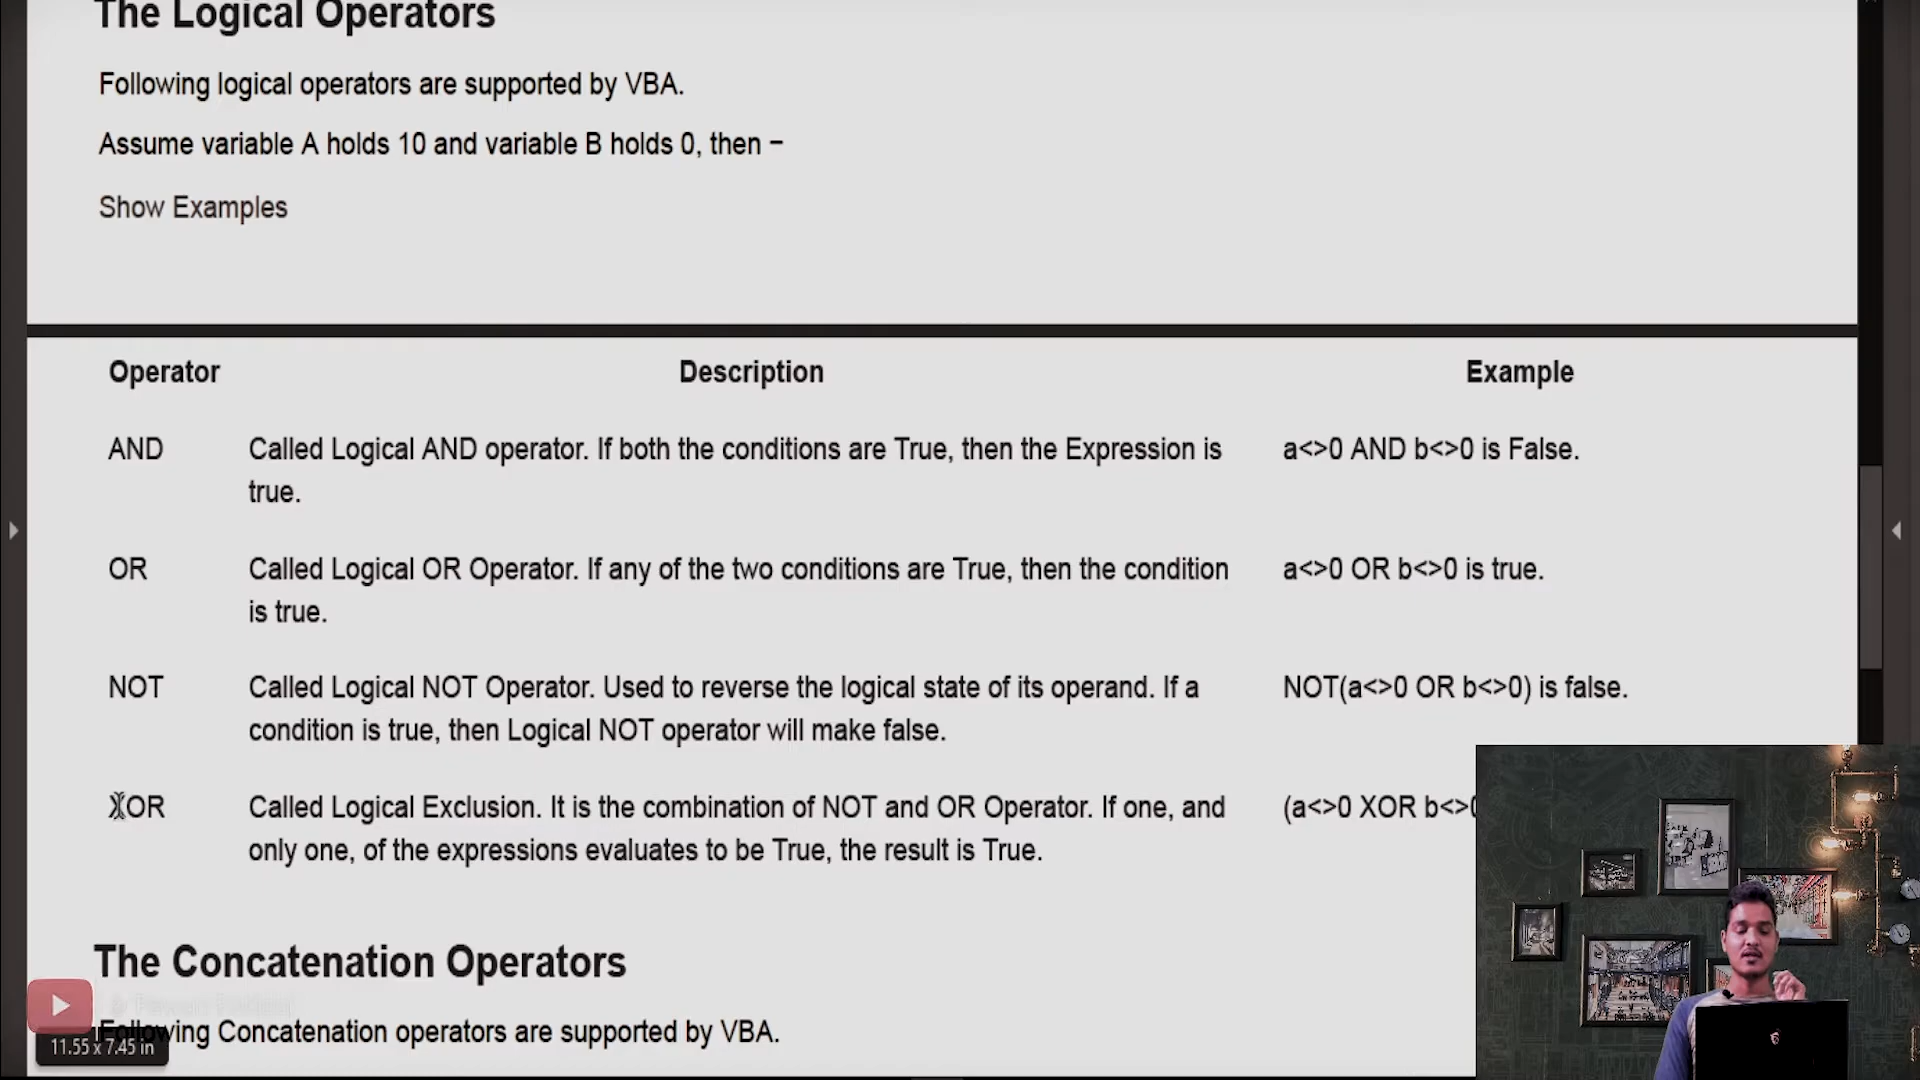 The Logical Operators
Following logical operators are supported by VBA.
Assume variable A holds 10 and variable B holds 0, then −
Show Examples
Operator Description Example
AND Called Logical AND operator. If both the conditions are True, then the Expression is a<>0 AND b<>0 is False.
true.
OR Called Logical OR Operator. If any of the two conditions are True, then the condition a<>0 OR b<>0 is true.
is true.
NOT Called Logical NOT Operator. Used to reverse the logical state of its operand. If a NOT(a<>0 OR b<>0) is false.
condition is true, then Logical NOT operator will make false.
XOR Called Logical Exclusion. It is the combination of NOT and OR Operator. If one, and (a<>0 XOR b<>0
only one, of the expressions evaluates to be True, the result is True.
The Concatenation Operators
Following Concatenation operators are supported by VBA.
11.55 x 7.45 in